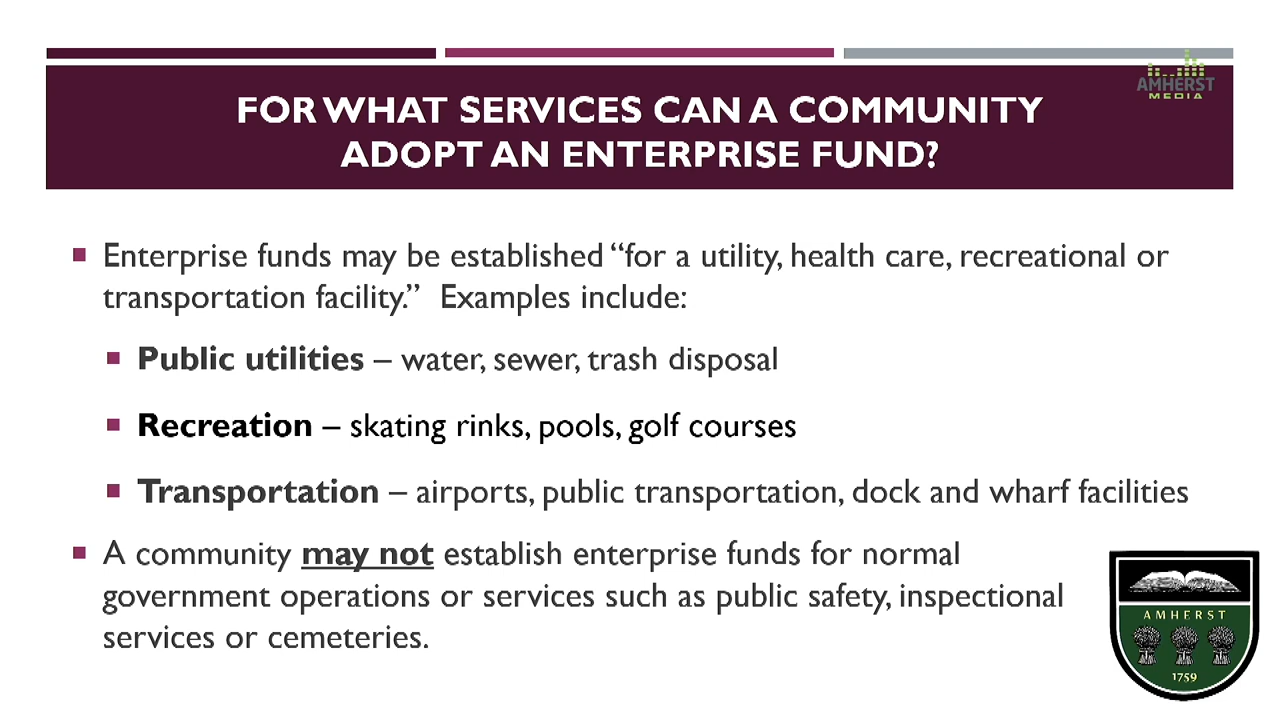 AMHERST
MEDIA
FOR WHAT SERVICES CAN A COMMUNITY
ADOPT AN ENTERPRISE FUND?
Enterprise funds may be established “for a utility, health care, recreational or
transportation facility.” Examples include:
Public utilities – water, sewer, trash disposal
Recreation – skating rinks, pools, golf courses
Transportation – airports, public transportation, dock and wharf facilities
A community may not establish enterprise funds for normal
government operations or services such as public safety, inspectional
services or cemeteries.
AMHERST
1759